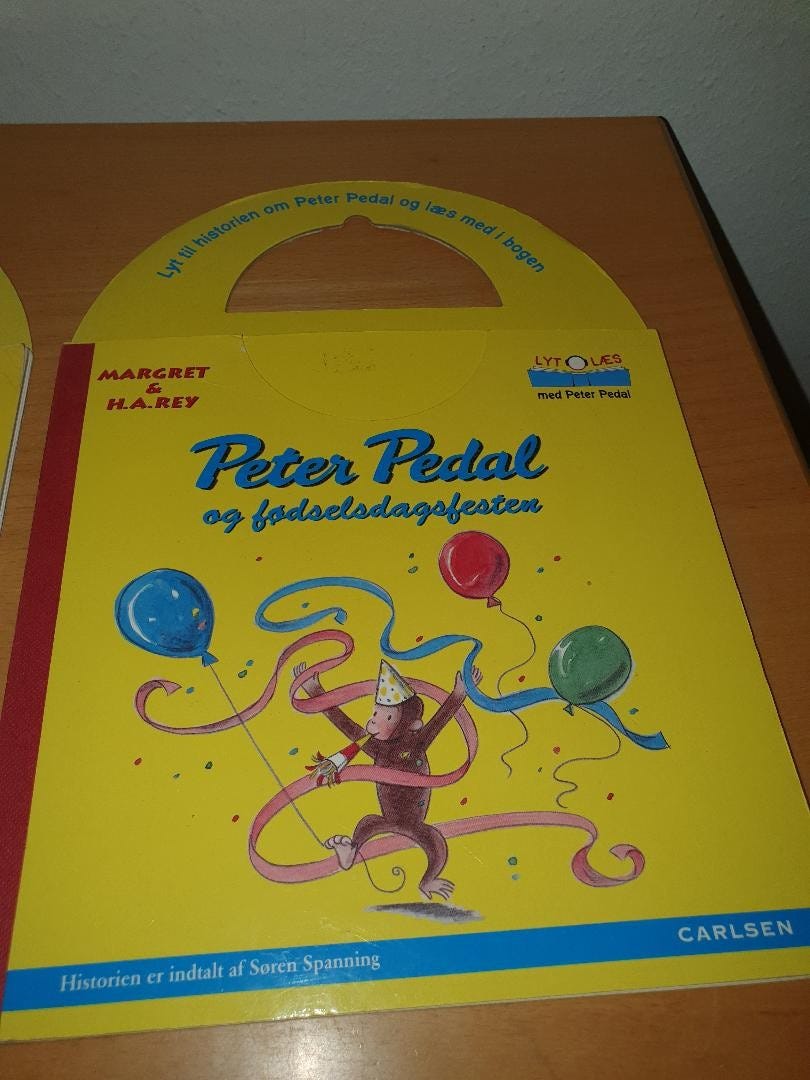 Lyt til historien om Peter Pedal og læs med i bogen
MARGRET
&
H.A.REY
LYT LÆS
med Peter Pedal
Peter Pedal
og fødselsdagsfesten
CARLSEN
Historien er indtalt af Søren Spanning